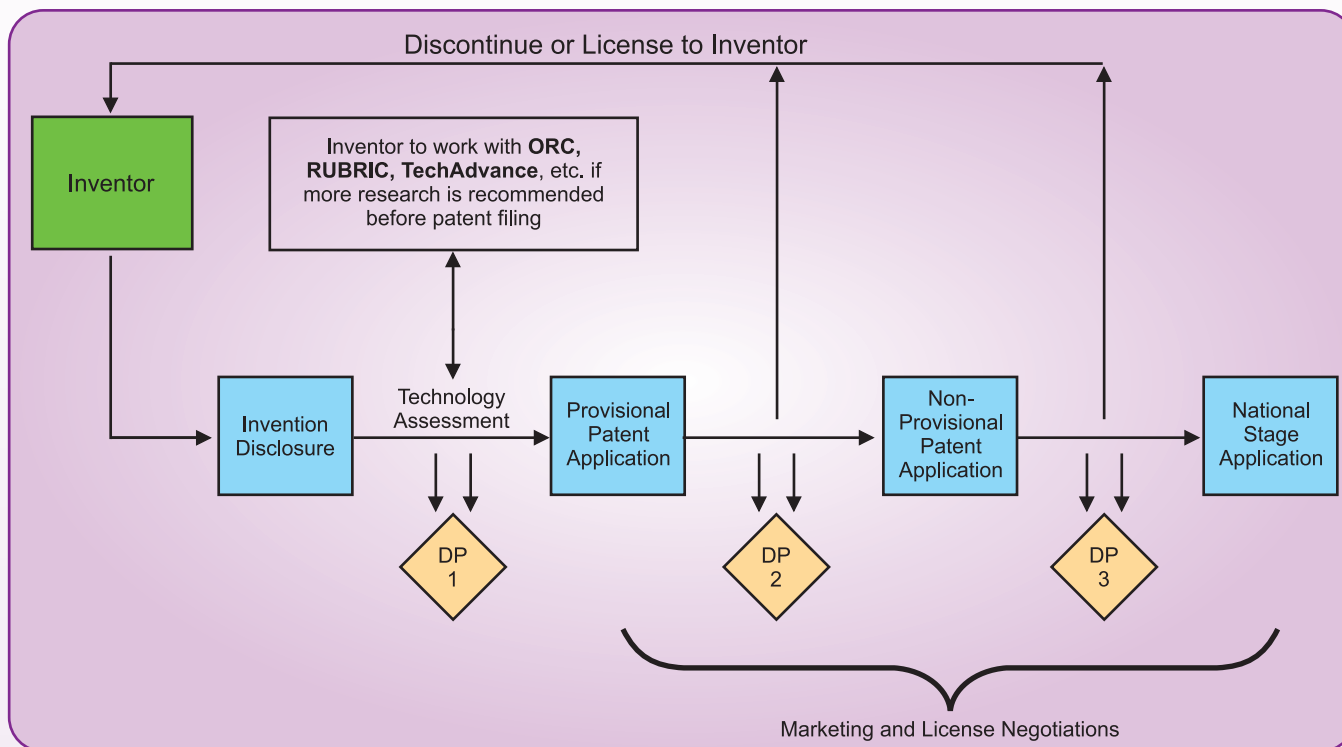 Discontinue or License to Inventor
Inventor
Inventor to work with ORC,
RUBRIC, TechAdvance, etc. if
more research is recommended
before patent filing
Invention
Disclosure
Technology
Assessment
Provisional
Patent
Application
Non-
Provisional
Patent
Application
National
Stage
Application
DP
1
DP
2
DP
3
Marketing and License Negotiations